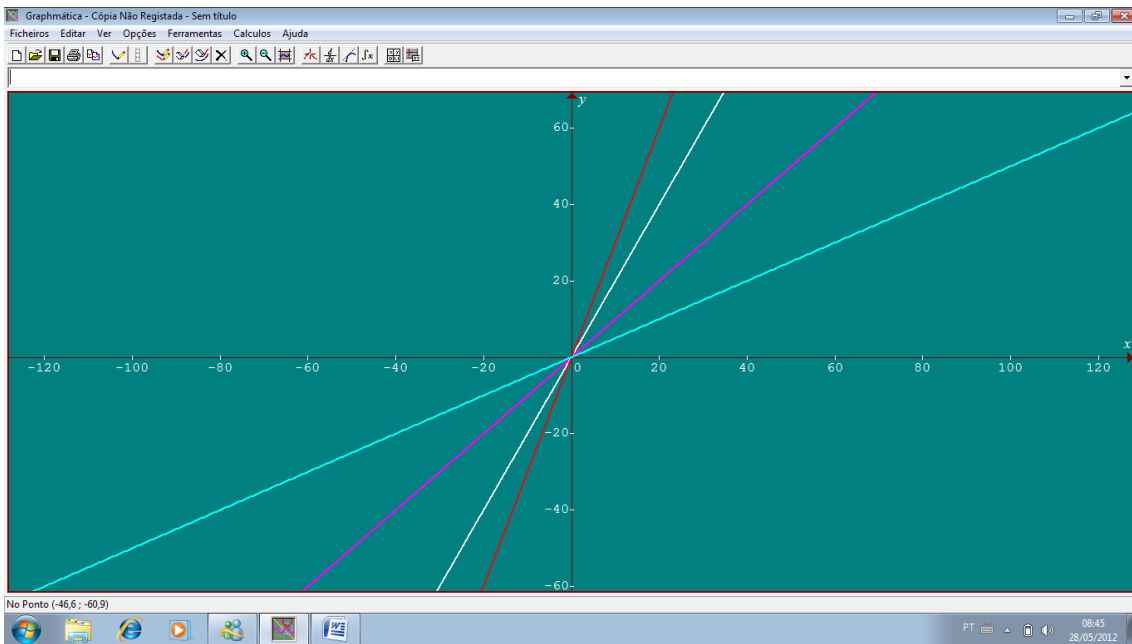 Graphmática - Cópia Não Registada - Sem título
Ficheiros Editar Ver Opções Ferramentas Calculos Ajuda
y
60
40
20
x
-120 -100 -80 -60 -40 -20 0 20 40 60 80 100 120
-20
-40
-60
No Ponto (-46,6 ; -60,9)
PT 08:45
28/05/2012